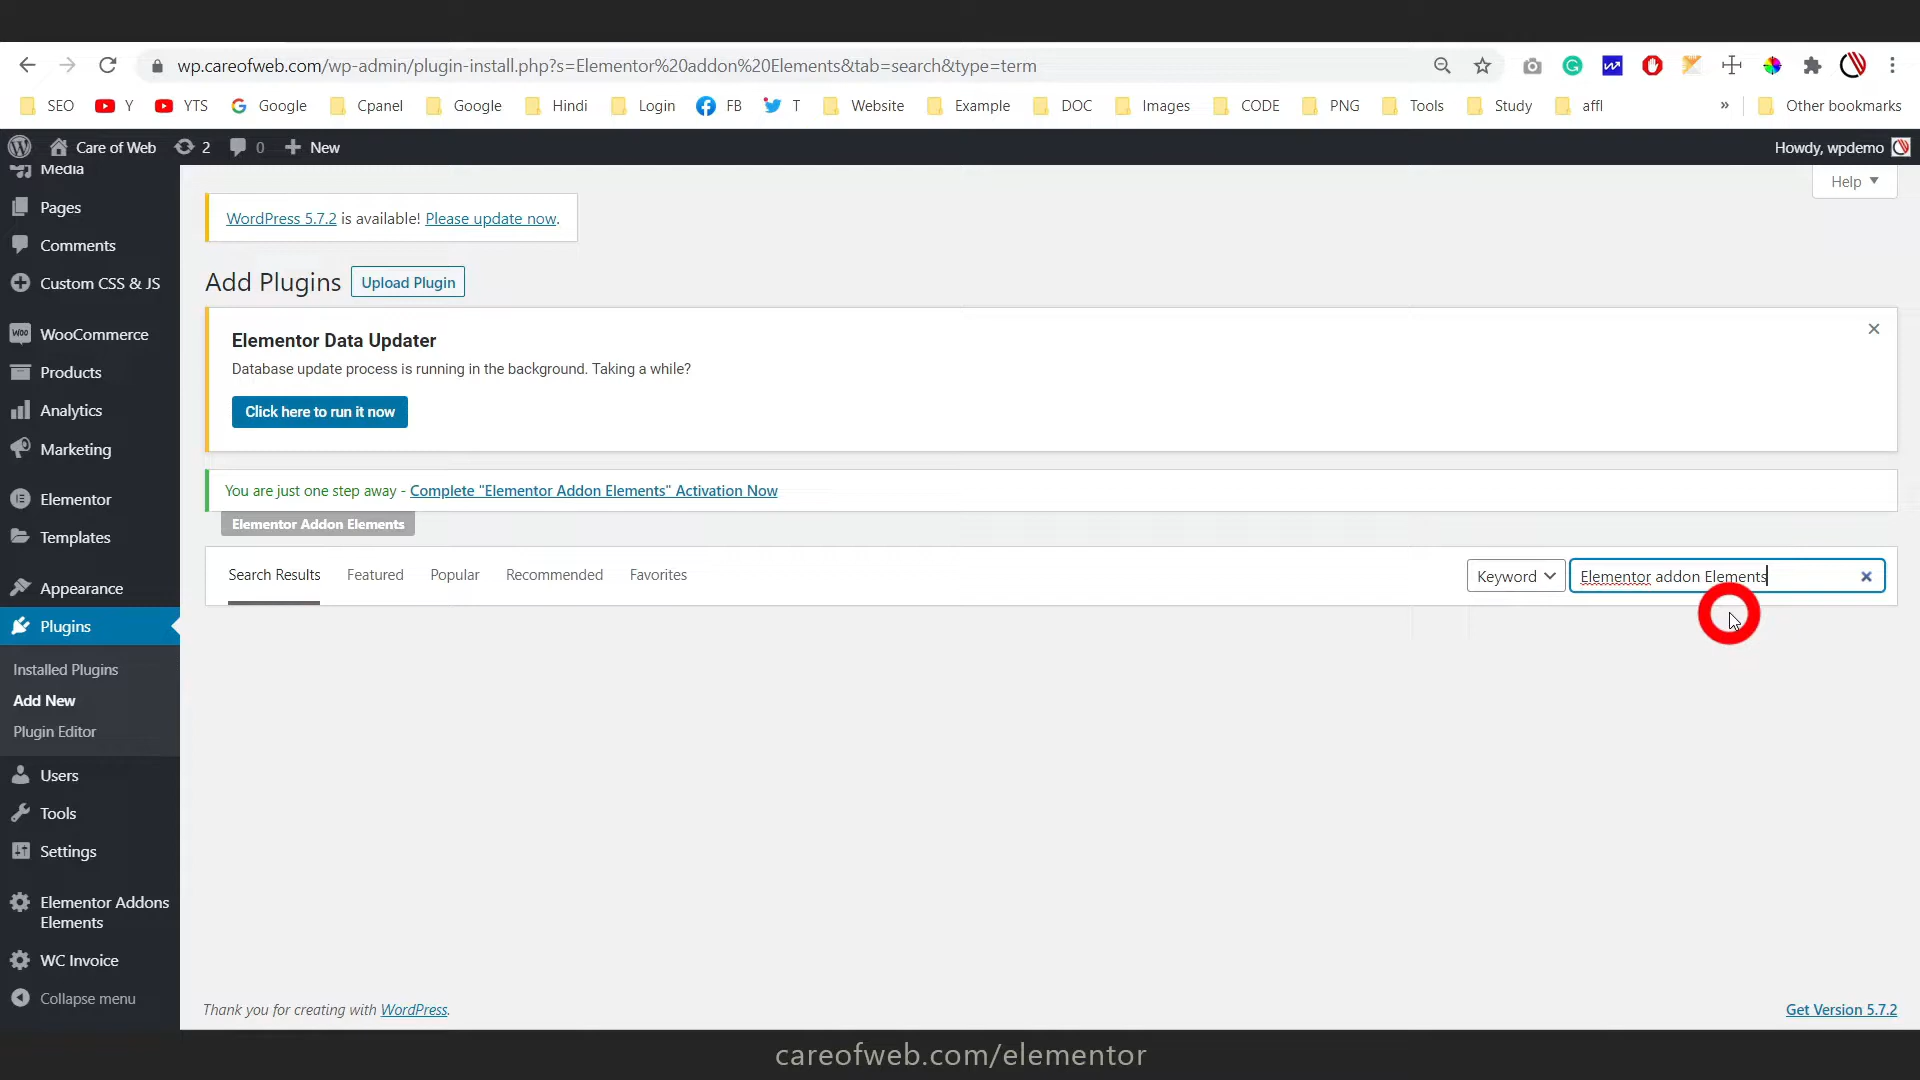 wp.careofweb.com/wp-admin/plugin-install.php?s=Elementor%20addon%20Elements&tab=search&type=term
SEO Y YTS Google Cpanel Google Hindi Login FB T Website Example DOC Images CODE PNG Tools Study affl » Other bookmarks
Care of Web 2 0 New Howdy, wpdemo
Media
Help
Pages
WordPress 5.7.2 is available! Please update now.
Comments
Custom CSS & JS
Add Plugins Upload Plugin
WooCommerce
Elementor Data Updater
Products
Database update process is running in the background. Taking a while?
Analytics
Click here to run it now
Marketing
Elementor
You are just one step away - Complete "Elementor Addon Elements" Activation Now
Elementor Addon Elements
Templates
Search Results Featured Popular Recommended Favorites Keyword Elementor addon Elements
Appearance
Plugins
Installed Plugins
Add New
Plugin Editor
Users
Tools
Settings
Elementor Addons
Elements
WC Invoice
Collapse menu
Thank you for creating with WordPress. Get Version 5.7.2
careofweb.com/elementor